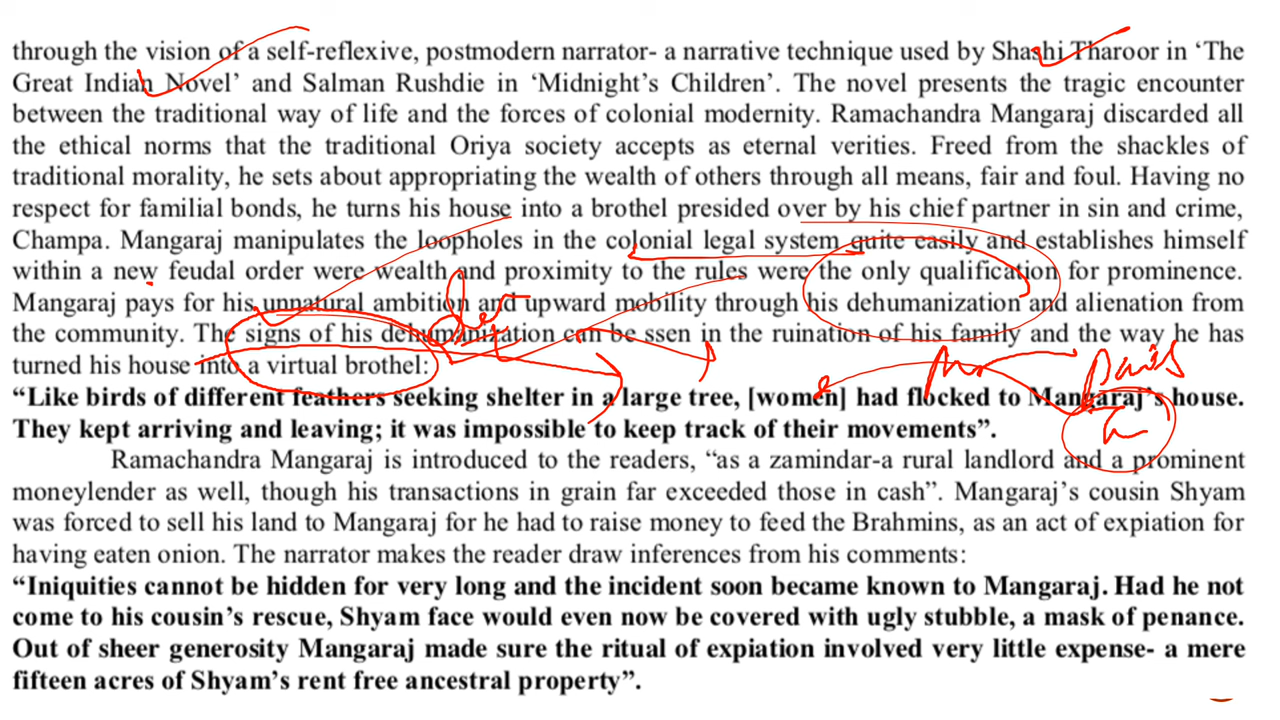 through the vision of a self-reflexive, postmodern narrator- a narrative technique used by Shashi Tharoor in ‘The
Great Indian Novel’ and Salman Rushdie in ‘Midnight’s Children’. The novel presents the tragic encounter
between the traditional way of life and the forces of colonial modernity. Ramachandra Mangaraj discarded all
the ethical norms that the traditional Oriya society accepts as eternal verities. Freed from the shackles of
traditional morality, he sets about appropriating the wealth of others through all means, fair and foul. Having no
respect for familial bonds, he turns his house into a brothel presided over by his chief partner in sin and crime,
Champa. Mangaraj manipulates the loopholes in the colonial legal system quite easily and establishes himself
within a new feudal order were wealth and proximity to the rules were the only qualification for prominence.
Mangaraj pays for his unnatural ambition and upward mobility through his dehumanization and alienation from
the community. The signs of his dehumanization can be ssen in the ruination of his family and the way he has
turned his house into a virtual brothel:
“Like birds of different feathers seeking shelter in a large tree, [women] had flocked to Mangaraj’s house.
They kept arriving and leaving; it was impossible to keep track of their movements”.
Ramachandra Mangaraj is introduced to the readers, “as a zamindar-a rural landlord and a prominent
moneylender as well, though his transactions in grain far exceeded those in cash”. Mangaraj’s cousin Shyam
was forced to sell his land to Mangaraj for he had to raise money to feed the Brahmins, as an act of expiation for
having eaten onion. The narrator makes the reader draw inferences from his comments:
“Iniquities cannot be hidden for very long and the incident soon became known to Mangaraj. Had he not
come to his cousin’s rescue, Shyam face would even now be covered with ugly stubble, a mask of penance.
Out of sheer generosity Mangaraj made sure the ritual of expiation involved very little expense- a mere
fifteen acres of Shyam’s rent free ancestral property”.